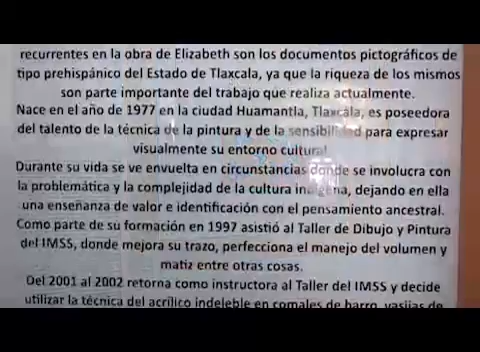 recurrentes en la obra de Elizabeth son los documentos pictográficos de
tipo prehispánico del Estado de Tlaxcala, ya que la riqueza de los mismos
son parte importante del trabajo que realiza actualmente.
Nace en el año de 1977 en la ciudad Huamantla, Tlaxcala, es poseedora
del talento de la técnica de la pintura y de la sensibilidad para expresar
visualmente su entorno cultural
Durante su vida se ve envuelta en circunstancias donde se involucra con
la problemática y la complejidad de la cultura indígena, dejando en ella
una enseñanza de valor e identificación con el pensamiento ancestral.
Como parte de su formación en 1997 asistió al Taller de Dibujo y Pintura
del IMSS, donde mejora su trazo, perfecciona el manejo del volumen y
matiz entre otras cosas.
Del 2001 al 2002 retorna como instructora al Taller del IMSS y decide
utilizar la técnica del acrílico indeleble en comales de barro, vasijas de